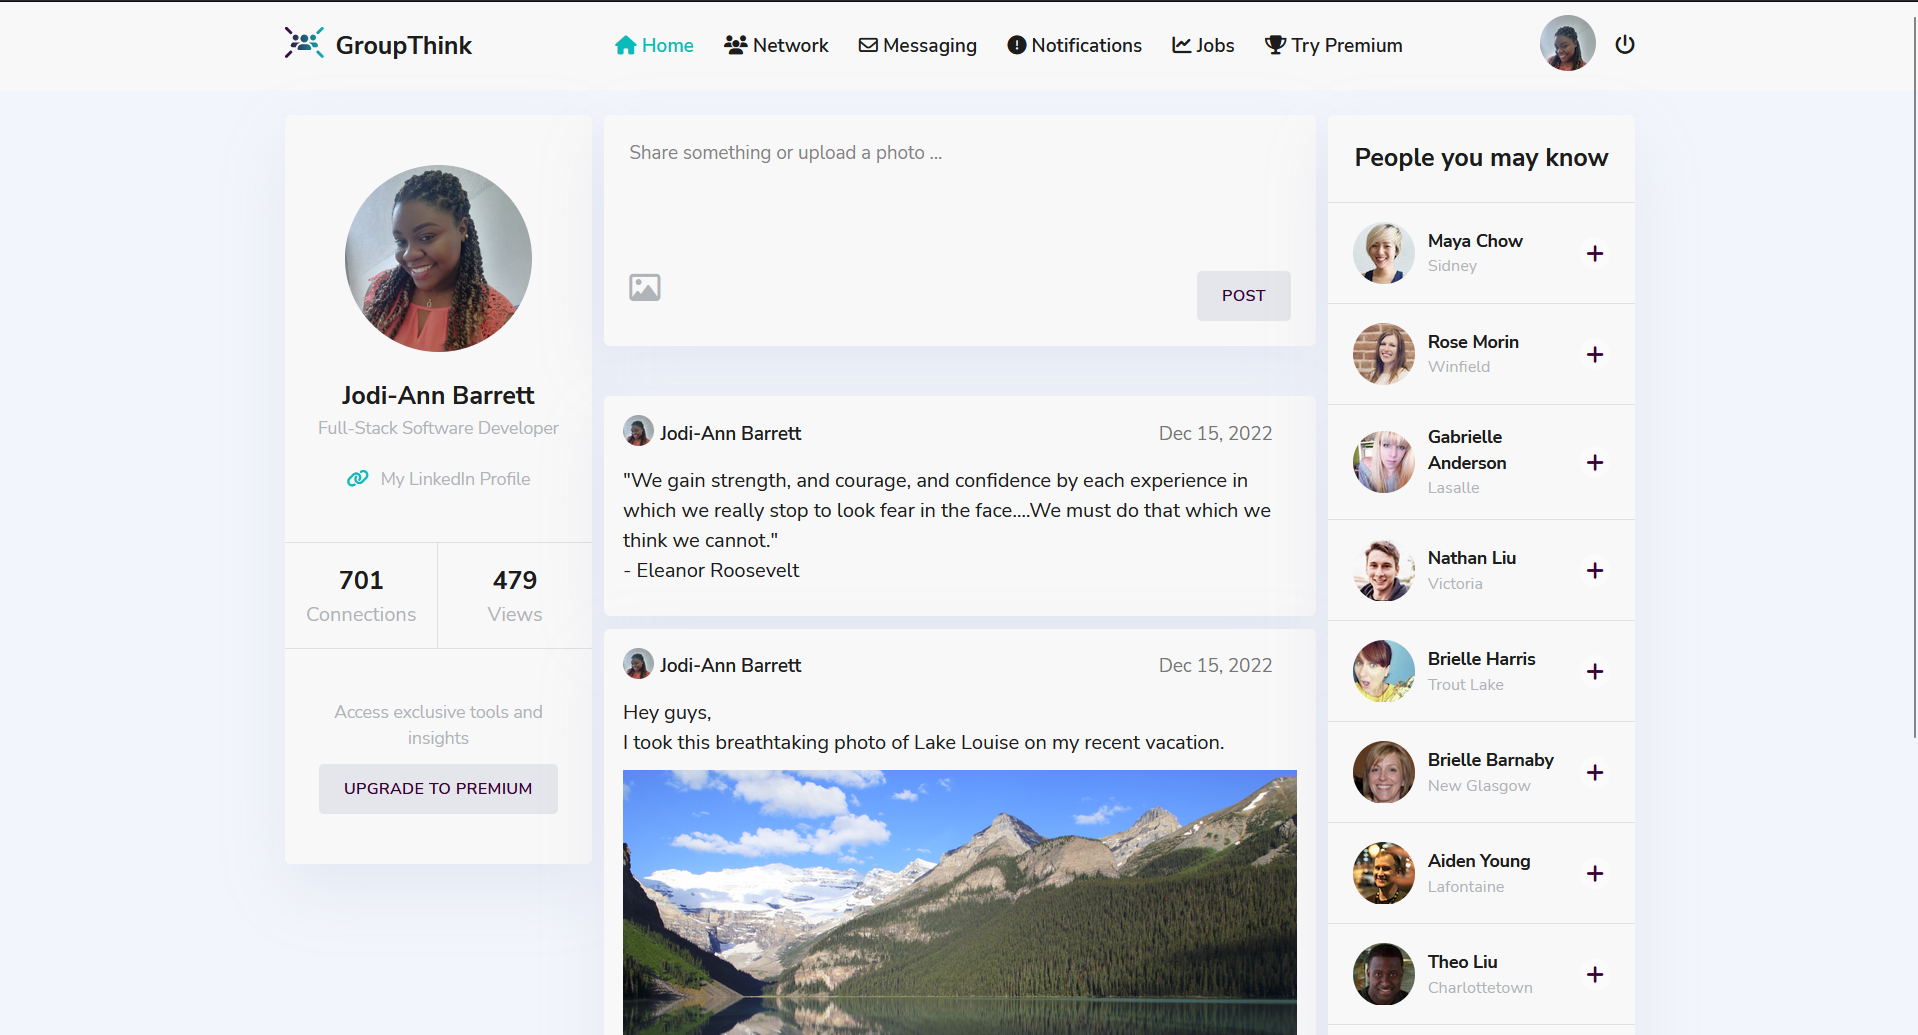 GroupThink
Home
Network
Messaging
Notifications
Jobs
Try Premium
Jodi-Ann Barrett
Full-Stack Software Developer
My LinkedIn Profile
701
Connections
479
Views
Access exclusive tools and
insights
UPGRADE TO PREMIUM
Share something or upload a photo ...
POST
Jodi-Ann Barrett
Dec 15, 2022
"We gain strength, and courage, and confidence by each experience in
which we really stop to look fear in the face....We must do that which we
think we cannot."
- Eleanor Roosevelt
Jodi-Ann Barrett
Dec 15, 2022
Hey guys,
I took this breathtaking photo of Lake Louise on my recent vacation.
People you may know
Maya Chow
Sidney
Rose Morin
Winfield
Gabrielle
Anderson
Lasalle
Nathan Liu
Victoria
Brielle Harris
Trout Lake
Brielle Barnaby
New Glasgow
Aiden Young
Lafontaine
Theo Liu
Charlottetown